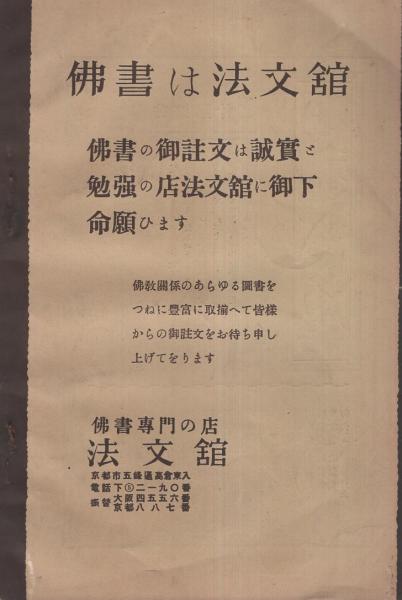 佛書は法文舘
佛書の御註文は誠實と
勉强の店法文舘に御下
命願ひます
佛敎關係のあらゆる圖書を
つねに豐富に取揃へて皆樣
からの御註文をお待ち申し
上げてをります
佛書專門の店
法文舘
京都市五條通高倉東入
電話下⑤二一九〇番
振替大阪四五五六番
京都八八七番